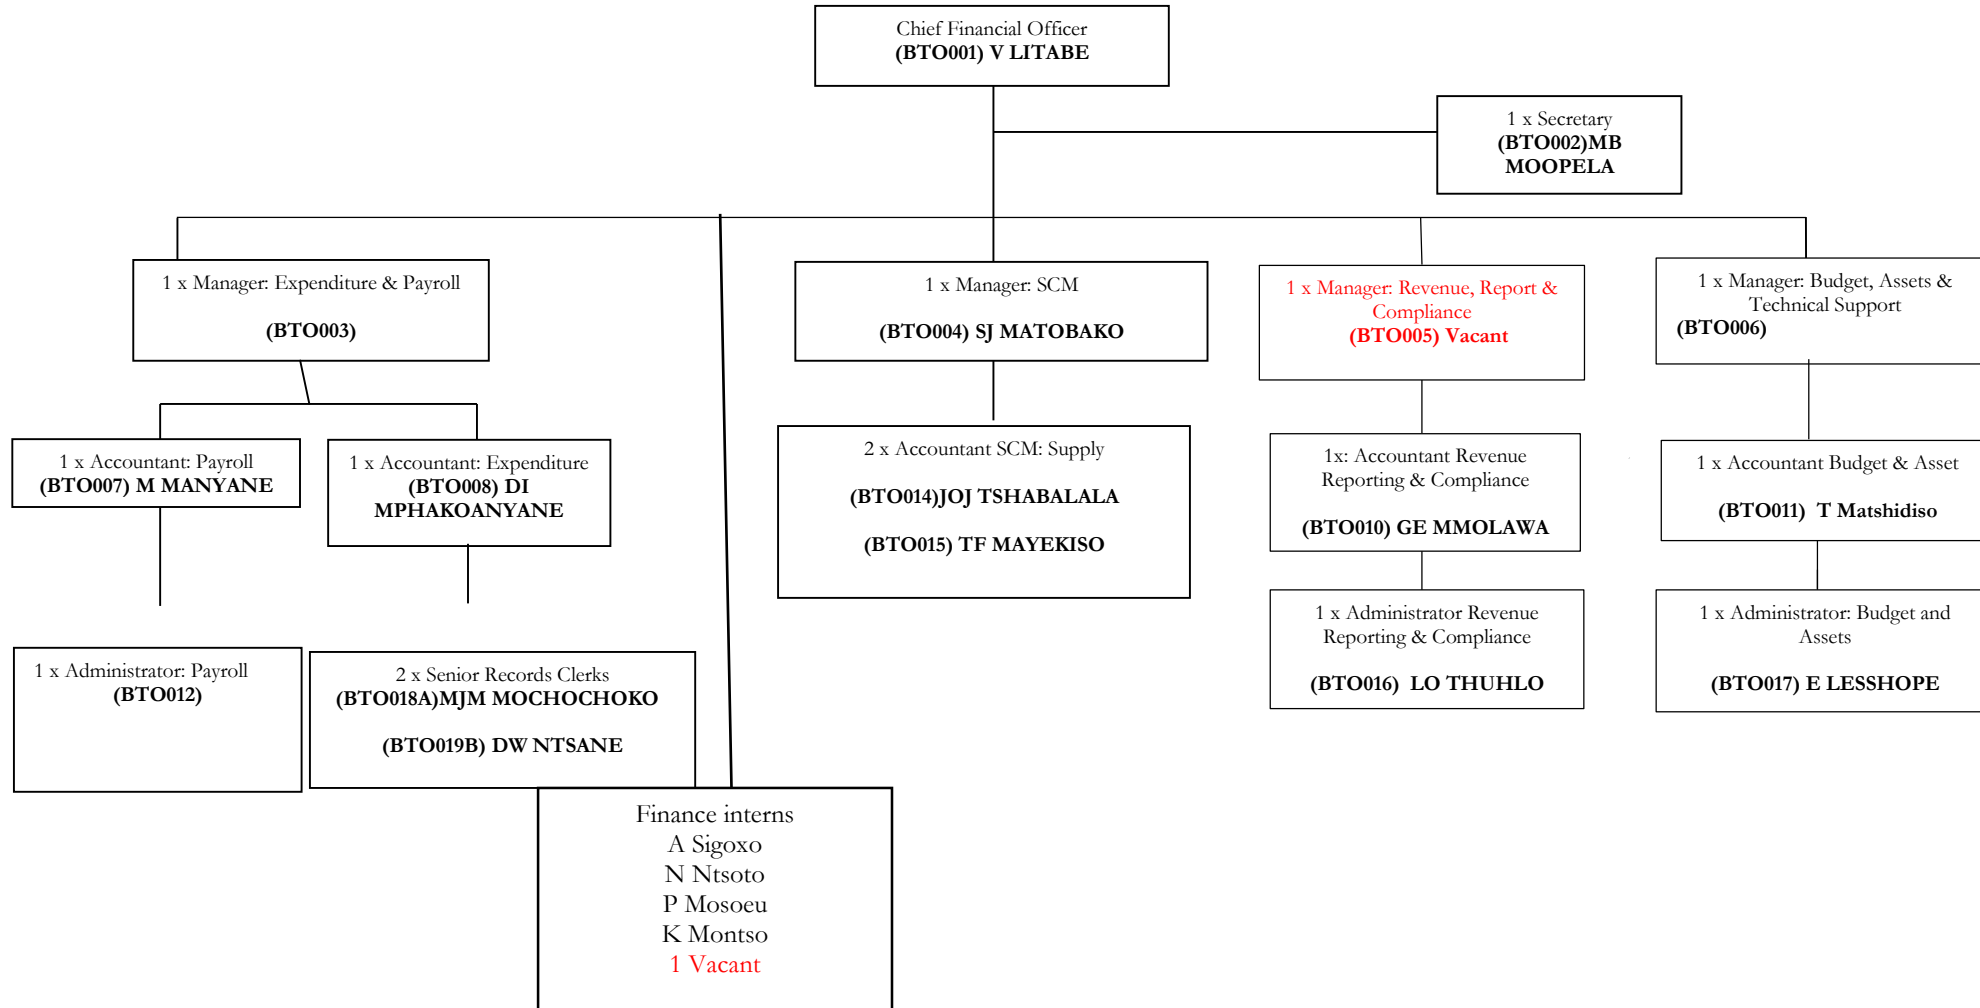 Chief Financial Officer
(BTO001) V LITABE
1 x Secretary
(BTO002)MB
MOOPELA
1 x Manager: Expenditure & Payroll
(BTO003)
1 x Manager: SCM
(BTO004) SJ MATOBAKO
1 x Manager: Revenue, Report &
Compliance
(BTO005) Vacant
1 x Manager: Budget, Assets &
Technical Support
(BTO006)
1 x Accountant: Payroll
(BTO007) M MANYANE
1 x Accountant: Expenditure
(BTO008) DI
MPHAKOANYANE
2 x Accountant SCM: Supply
(BTO014)JOJ TSHABALALA
(BTO015) TF MAYEKISO
1x: Accountant Revenue
Reporting & Compliance
(BTO010) GE MMOLAWA
1 x Accountant Budget & Asset
(BTO011) T Matshidiso
1 x Administrator: Payroll
(BTO012)
2 x Senior Records Clerks
(BTO018A)MJM MOCHOCHOKO
(BTO019B) DW NTSANE
1 x Administrator Revenue
Reporting & Compliance
(BTO016) LO THUHLO
1 x Administrator: Budget and
Assets
(BTO017) E LESSHOPE
Finance interns
A Sigoxo
N Ntsoto
P Mosoeu
K Montso
1 Vacant